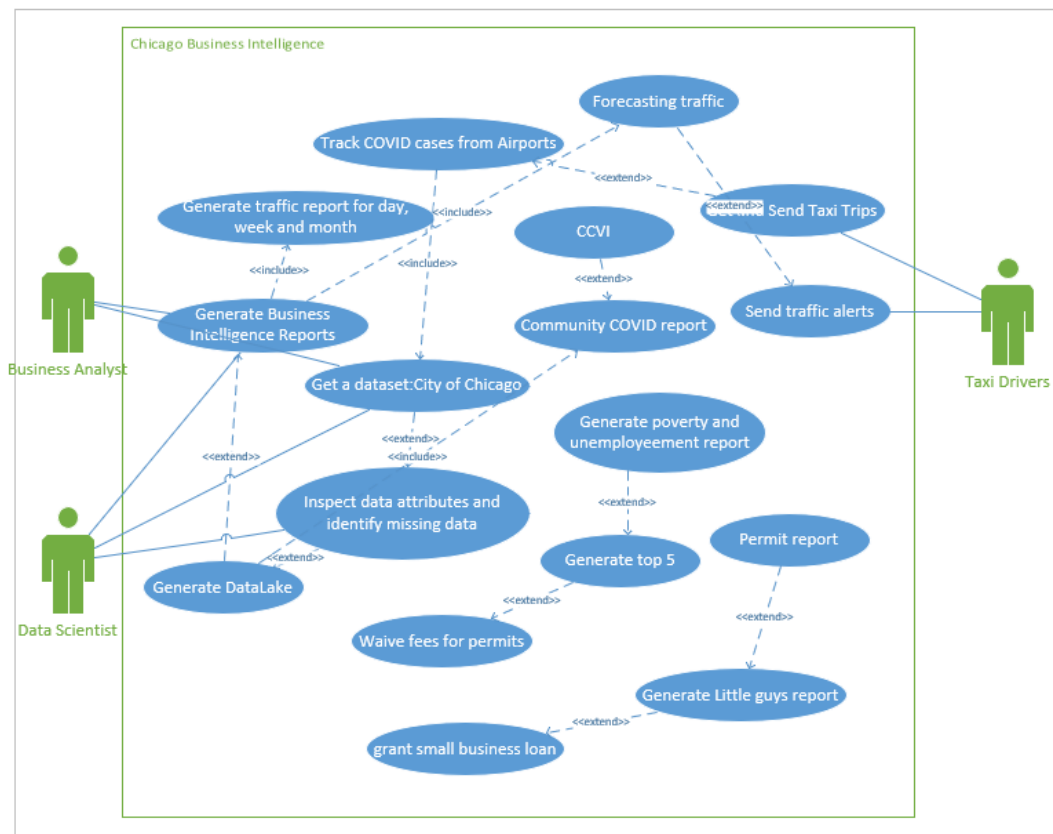 Chicago Business Intelligence
Forecasting traffic
Track COVID cases from Airports
<<extend>>
Generate traffic report for day,
week and month
<<include>>
<<extend>>
Send Taxi Trips
CCVI
<<include>>
<<include>>
<<extend>>
Generate Business
Intelligence Reports
Community COVID report
Send traffic alerts
Business Analyst
Taxi Drivers
Get a dataset:City of Chicago
Generate poverty and
unemployeement report
<<extend>>
<<extend>>
<<include>>
Inspect data attributes and
identify missing data
<<extend>>
Permit report
<<extend>>
Generate top 5
Generate DataLake
<<extend>>
<<extend>>
Data Scientist
Waive fees for permits
Generate Little guys report
<<extend>>
grant small business loan